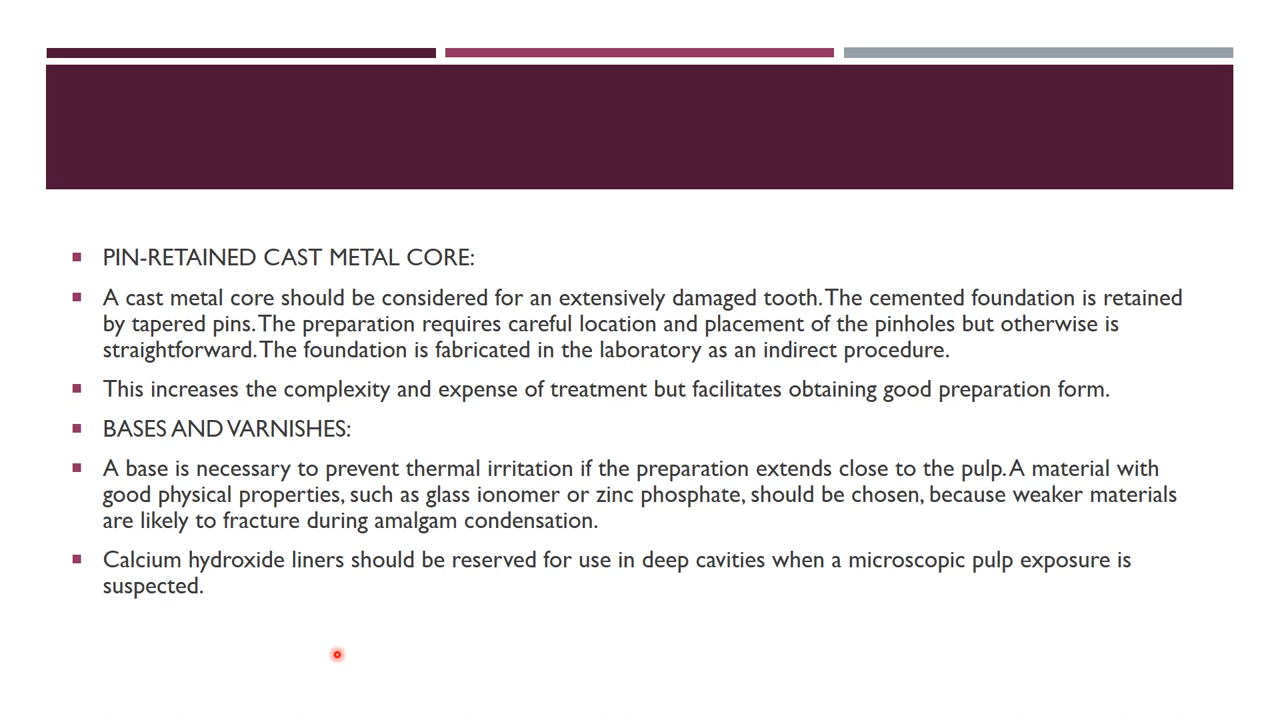 PIN-RETAINED CAST METAL CORE:
A cast metal core should be considered for an extensively damaged tooth. The cemented foundation is retained
by tapered pins. The preparation requires careful location and placement of the pinholes but otherwise is
straightforward. The foundation is fabricated in the laboratory as an indirect procedure.
This increases the complexity and expense of treatment but facilitates obtaining good preparation form.
BASES AND VARNISHES:
A base is necessary to prevent thermal irritation if the preparation extends close to the pulp. A material with
good physical properties, such as glass ionomer or zinc phosphate, should be chosen, because weaker materials
are likely to fracture during amalgam condensation.
Calcium hydroxide liners should be reserved for use in deep cavities when a microscopic pulp exposure is
suspected.